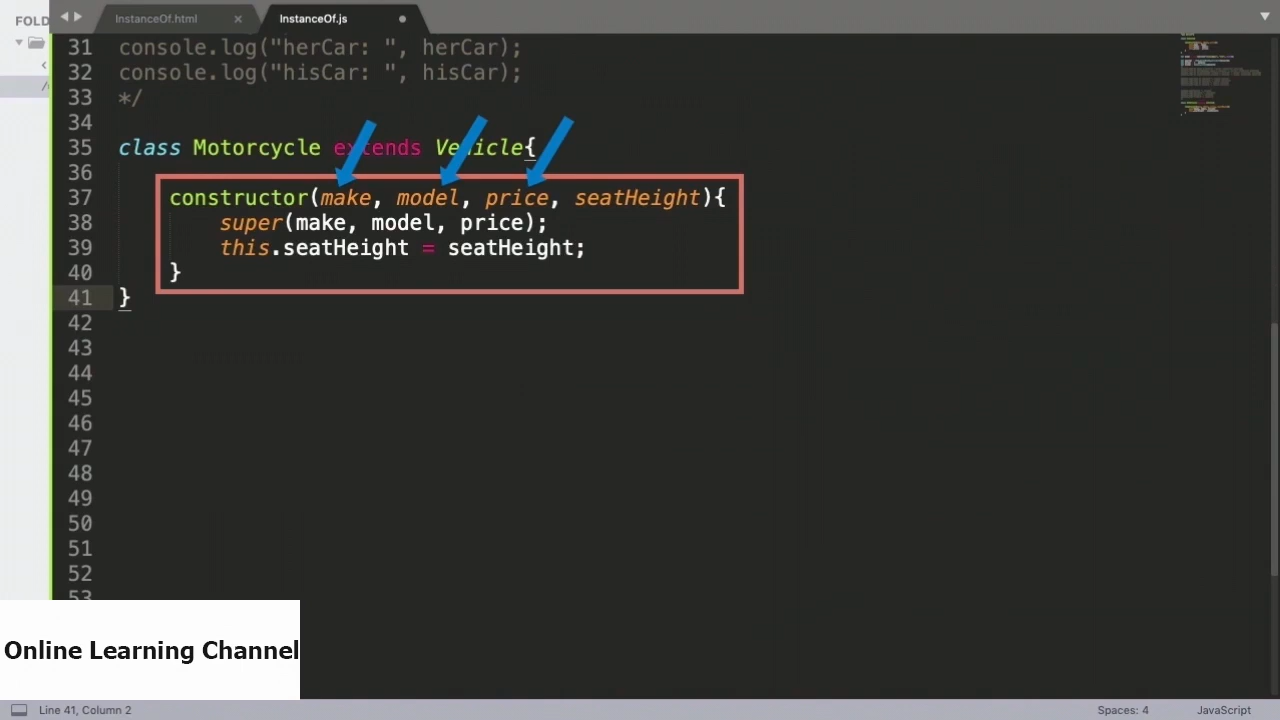 FOLD
InstanceOf.html
InstanceOf.js
31 console.log("herCar: ", herCar);
32 console.log("hisCar: ", hisCar);
33 */
34
35 class Motorcycle extends Vehicle{
36
37 constructor(make, model, price, seatHeight){
38 super(make, model, price);
39 this.seatHeight = seatHeight;
40 }
41 }
42
43
44
45
46
47
48
49
50
51
52
53
Online Learning Channel
Line 41, Column 2
Spaces: 4
JavaScript